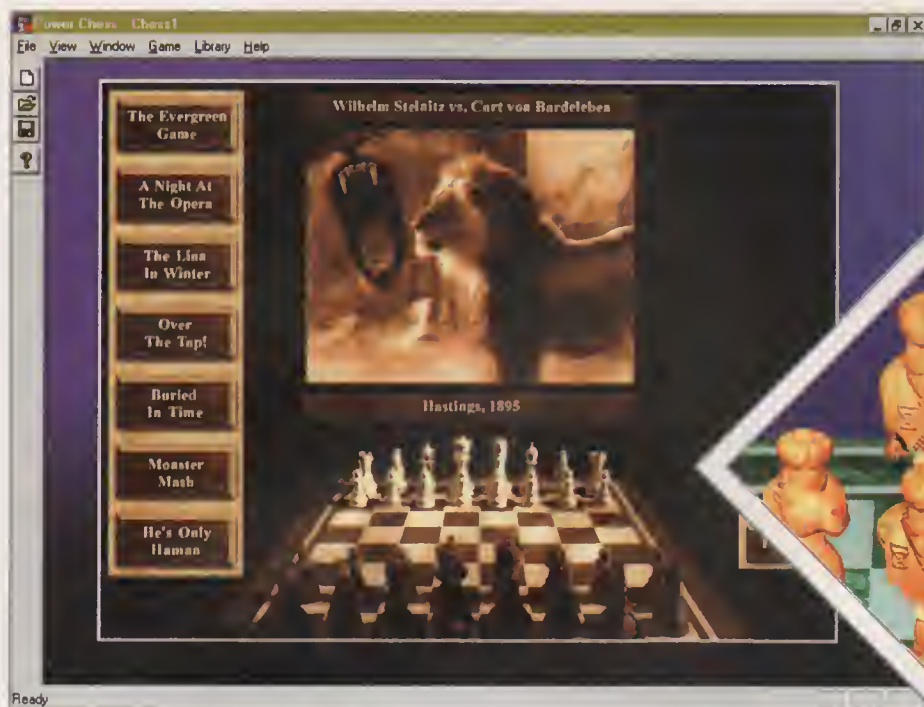 Power Chess - Chess1
File View Window Game Library Help
Wilhelm Steinitz vs. Curt von Bardeleben
The Evergreen
Game
A Night At
The Opera
The Lion
In Winter
Over
The Top!
Buried
In Time
Monster
Mash
He's Only
Human
Hastings, 1895
Ready